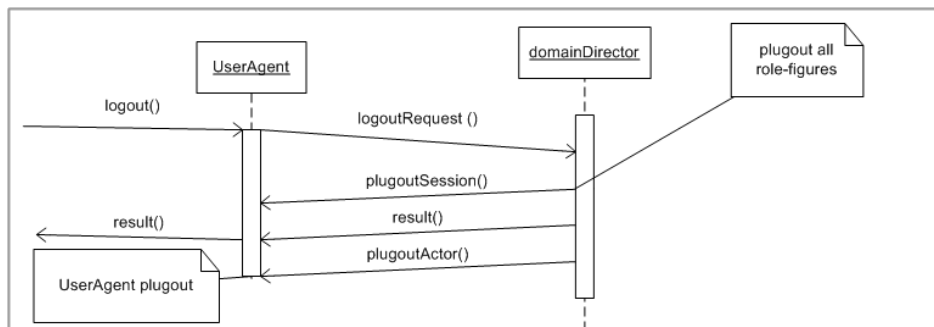 UserAgent
domainDirector
plugout all
role-figures
logout()
logoutRequest ()
plugoutSession()
result()
result()
plugoutActor()
UserAgent plugout